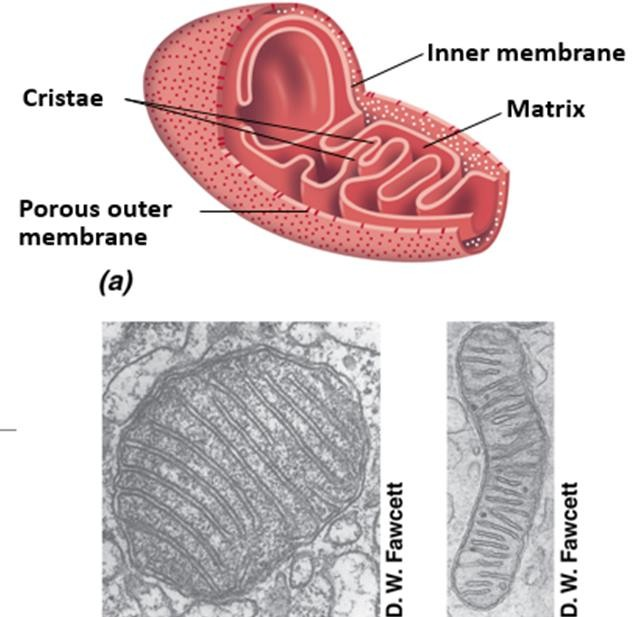 Inner membrane
Cristae
Matrix
Porous outer
membrane
(a)
D. W. Fawcett
D. W. Fawcett